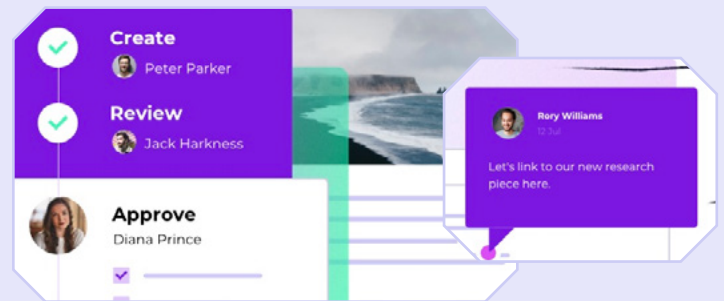 Create
Peter Parker
Review
Jack Harkness
Approve
Diana Prince
Rory Williams
12 Jul
Let's link to our new research
piece here.